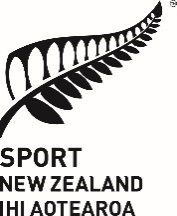 ®
SPORT
NEW ZEALAND
IHI AOTEAROA